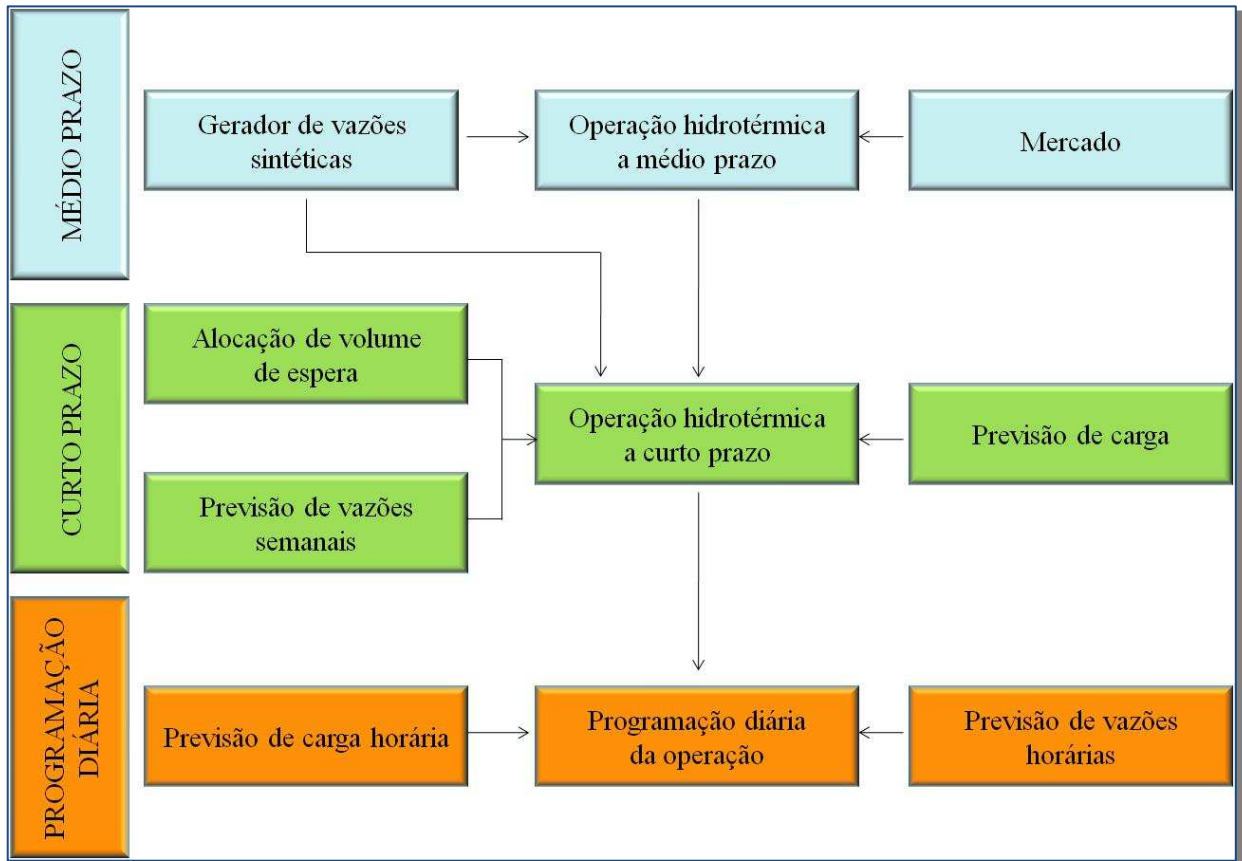 MÉDIO PRAZO
Gerador de vazões
sintéticas
Operação hidrotérmica
a médio prazo
Mercado
CURTO PRAZO
Alocação de volume
de espera
Previsão de vazões
semanais
Operação hidrotérmica
a curto prazo
Previsão de carga
PROGRAMAÇÃO
DIÁRIA
Previsão de carga horária
Programação diária
da operação
Previsão de vazões
horárias